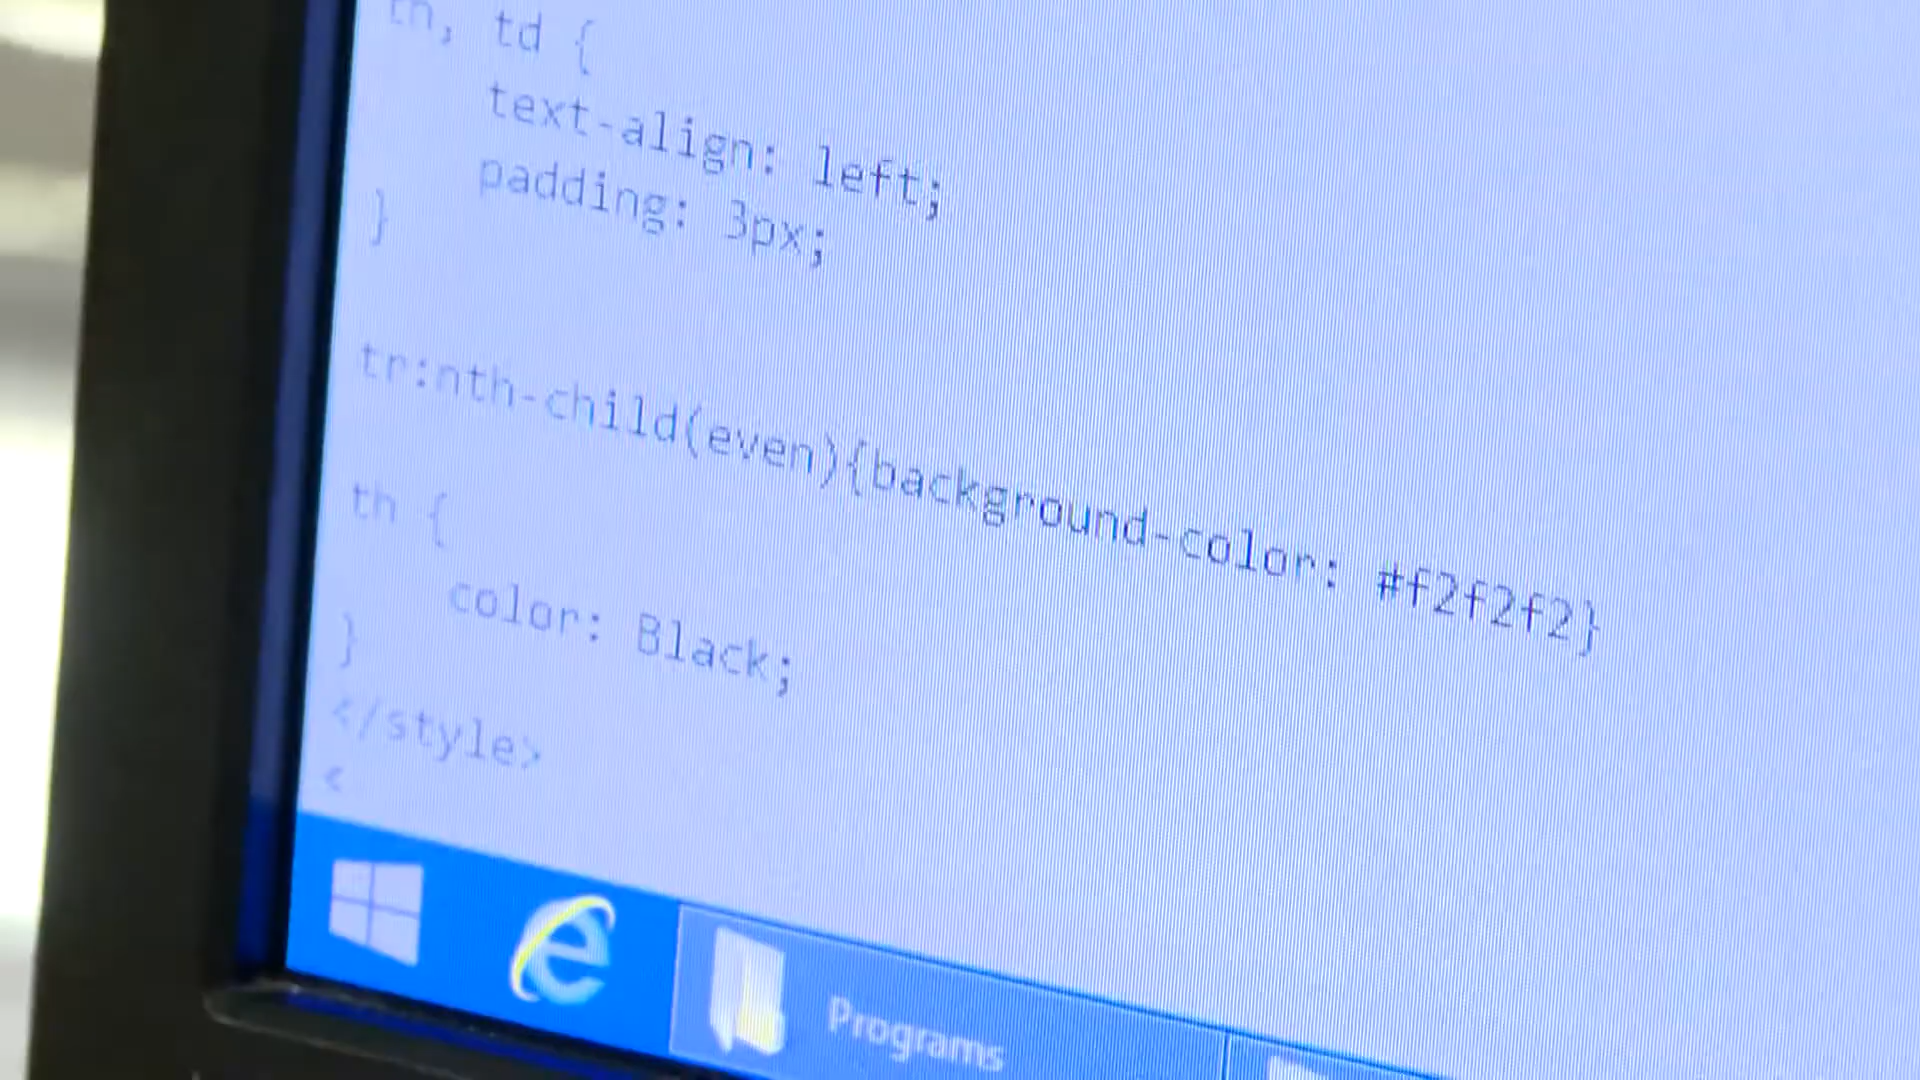 th, td {
    text-align: left;
    padding: 3px;
}
tr:nth-child(even){background-color: #f2f2f2}
th {
    color: Black;
}
</style>
<
Programs